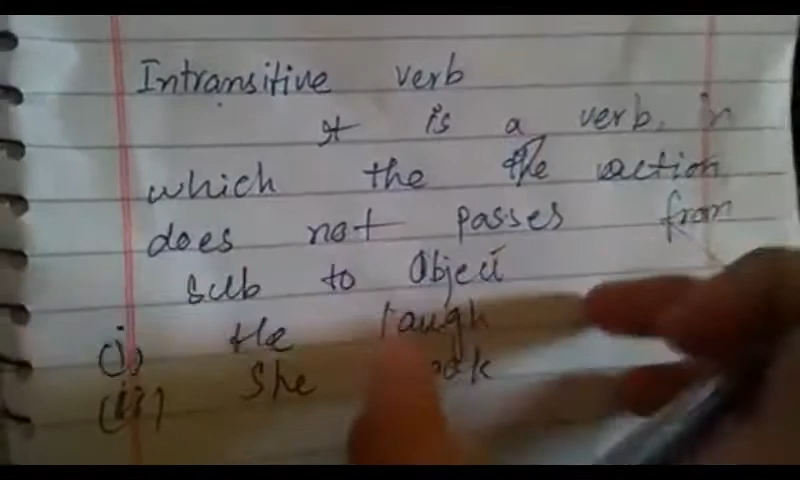 Intransitive verb
It is a verb, in
which the the action
does not passes from
sub to Object
(i) He laugh
(ii) She